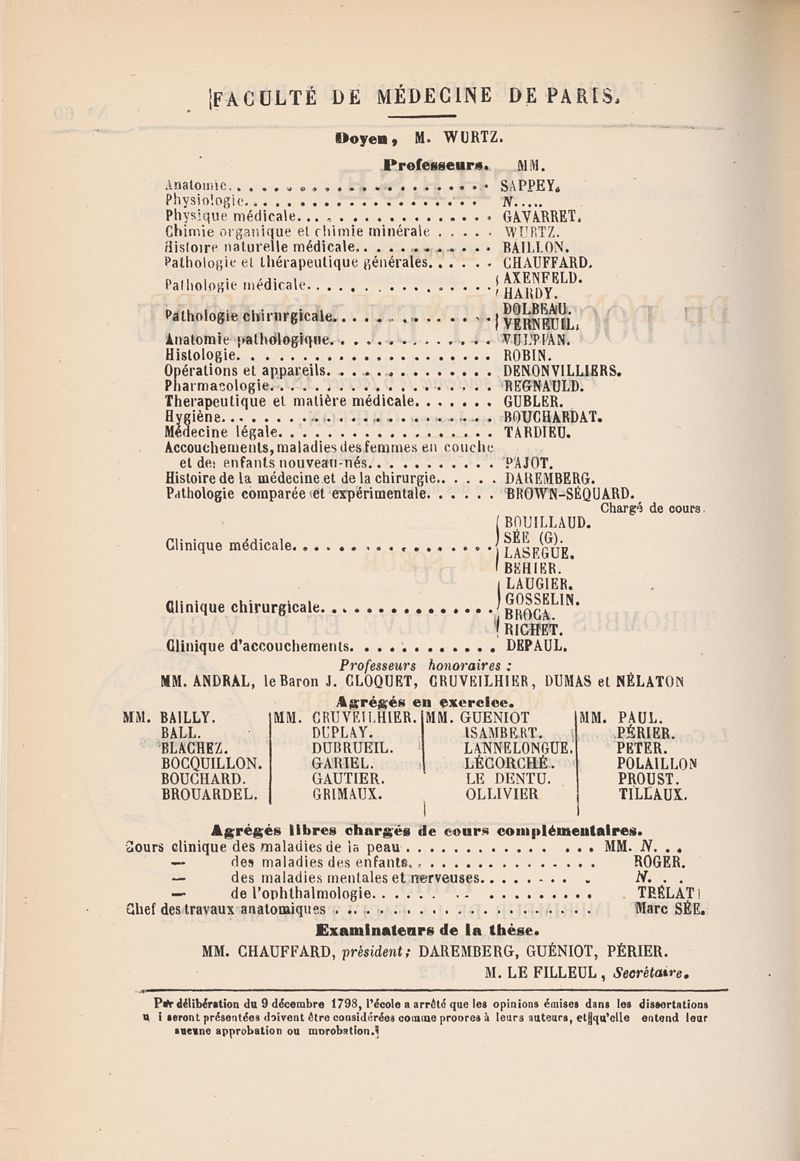 FACULTÉ DE MÉDECINE DE PARIS.
Doyen, M. WURTZ.
Professeurs. MM.
Anatomie. . . . . . . . . . . . . . . . . . . SAPPEY.
Physiologie. . . . . . . . . . . . . . . . . . N.....
Physique médicale. . . . . . . . . . . . . . . GAVARRET.
Chimie organique et chimie minérale . . . . . WURTZ.
Histoire naturelle médicale. . . . . . . . . . BAILLON.
Pathologie et thérapeutique générales. . . . . . CHAUFFARD.
Pathologie médicale. . . . . . . . . . . . . . { AXENFELD.
HARDY.
Pathologie chirurgicale. . . . . . . . . . . . { DOLBEAU.
VERNEUIL.
Anatomie pathologique. . . . . . . . . . . . . VULPIAN.
Histologie. . . . . . . . . . . . . . . . . . ROBIN.
Opérations et appareils. . . . . . . . . . . . DENONVILLIERS.
Pharmacologie. . . . . . . . . . . . . . . . . REGNAULD.
Therapeutique et matière médicale. . . . . . . GUBLER.
Hygiène. . . . . . . . . . . . . . . . . . . . BOUCHARDAT.
Médecine légale. . . . . . . . . . . . . . . . TARDIEU.
Accouchements, maladies des femmes en couche
et des enfants nouveau-nés. . . . . . . . . . PAJOT.
Histoire de la médecine et de la chirurgie. . . . . . DAREMBERG.
Pathologie comparée et expérimentale. . . . . . BROWN-SÉQUARD.
Chargé de cours.
Clinique médicale. . . . . . . . . . . . . . . { BOUILLAUD.
SÉE (G).
LASEGUE.
BEHIER.
Clinique chirurgicale. . . . . . . . . . . . . { LAUGIER.
GOSSELIN.
BROCA.
RICHET.
Clinique d'accouchements. . . . . . . . . . . . DEPAUL.
Professeurs honoraires :
MM. ANDRAL, le Baron J. CLOQUET, CRUVEILHIER, DUMAS et NÉLATON
Agrégés en exercice.
MM. BAILLY. MM. CRUVEILHIER. MM. GUENIOT MM. PAUL.
BALL. DUPLAY. ISAMBERT. PÉRIER.
BLACHEZ. DUBRUEIL. LANNELONGUE. PETER.
BOCQUILLON. GARIEL. LÉCORCHÉ. POLAILLON
BOUCHARD. GAUTIER. LE DENTU. PROUST.
BROUARDEL. GRIMAUX. OLLIVIER TILLAUX.
Agrégés libres chargés de cours complémentaires.
Cours clinique des maladies de la peau . . . . . . . . . . . . . . . MM. N. . .
— des maladies des enfants. . . . . . . . . . . . . . . ROGER.
— des maladies mentales et nerveuses. . . . . . . . . N. . .
— de l'ophthalmologie. . . . . . . . . . . . . . . . TRÉLAT
Chef des travaux anatomiques . . . . . . . . . . . . . . . . . . . Marc SÉE.
Examinateurs de la thèse.
MM. CHAUFFARD, président; DAREMBERG, GUÉNIOT, PÉRIER.
M. LE FILLEUL, Secrétaire.
Par délibération du 9 décembre 1798, l'école a arrêté que les opinions émises dans les dissertations
u i seront présentées doivent être considérées comme propres à leurs auteurs, et qu'elle entend leur
aucune approbation ou improbation.